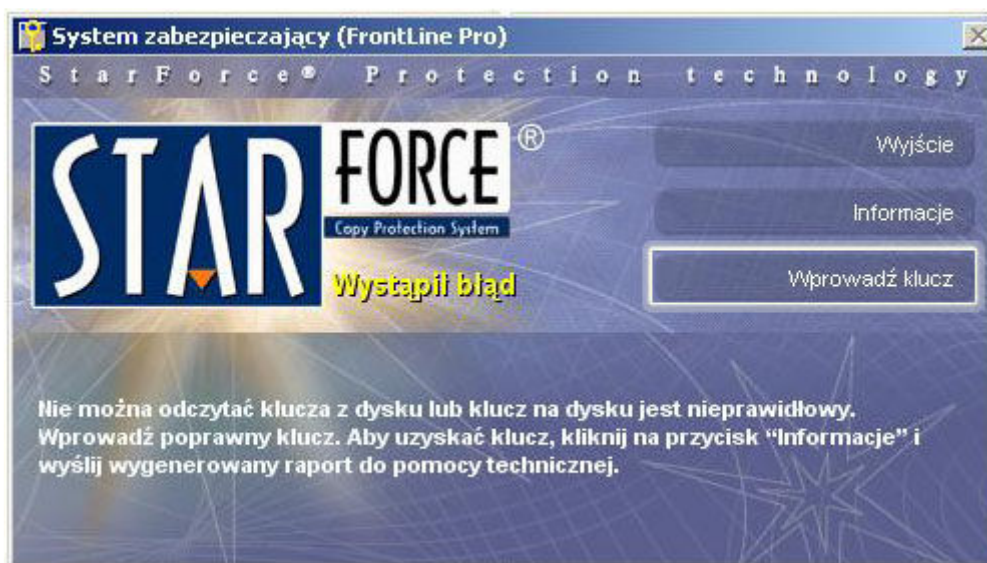 System zabezpieczający (FrontLine Pro)
StarForce® Protection technology
STAR FORCE ®
Copy Protection System
Wystąpił błąd
Wyjście
Informacje
Wprowadź klucz
Nie można odczytać klucza z dysku lub klucz na dysku jest nieprawidłowy.
Wprowadź poprawny klucz. Aby uzyskać klucz, kliknij na przycisk “Informacje” i
wyślij wygenerowany raport do pomocy technicznej.